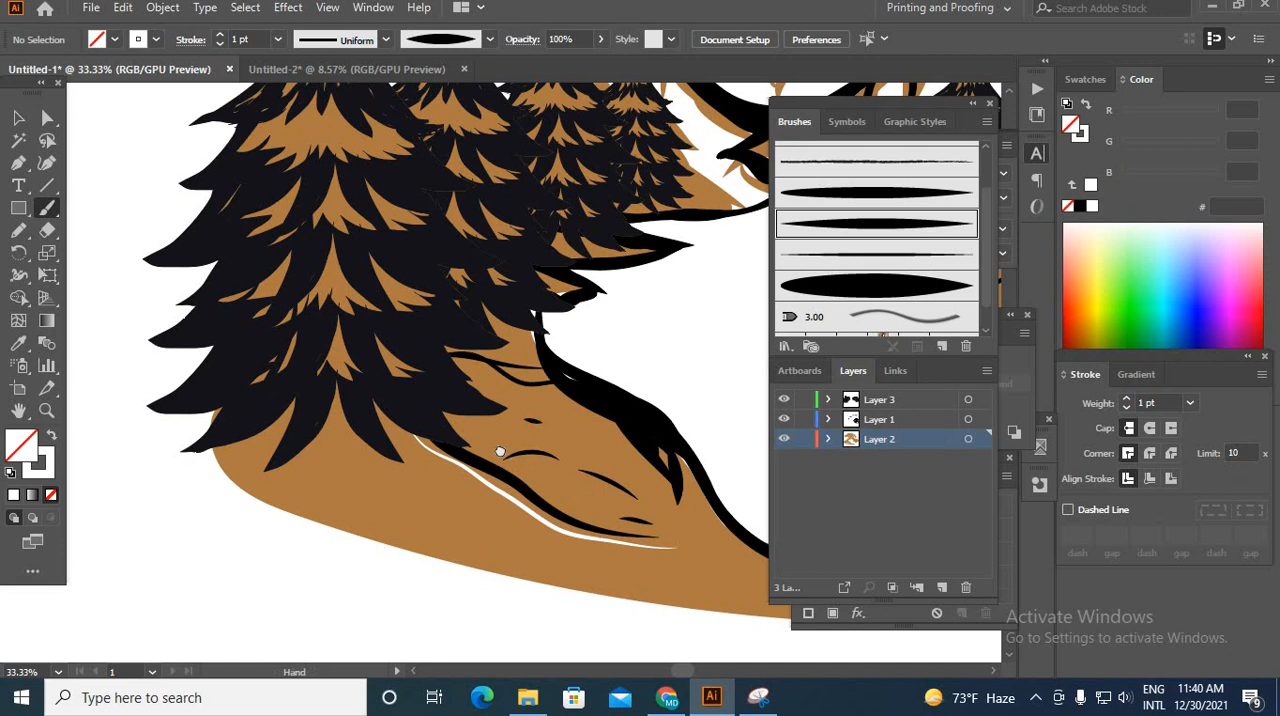 File Edit Object Type Select Effect View Window Help Printing and Proofing Search Adobe Stock
No Selection Stroke: 1 pt Uniform Opacity: 100% Style: Document Setup Preferences
Untitled-1* @ 33.33% (RGB/GPU Preview) Untitled-2* @ 8.57% (RGB/GPU Preview)
Swatches Color
R
G
B
#
Brushes Symbols Graphic Styles
3.00
Artboards Layers Links
Layer 3
Layer 1
Layer 2
3 La...
Stroke Gradient
Weight: 1 pt
Cap:
Corner: Limit: 10 x
Align Stroke:
Dashed Line
dash gap dash gap dash gap
Activate Windows
Go to Settings to activate Windows.
33.33% 1 Hand
Type here to search
73°F Haze
ENG
INTL
11:40 AM
12/30/2021
9